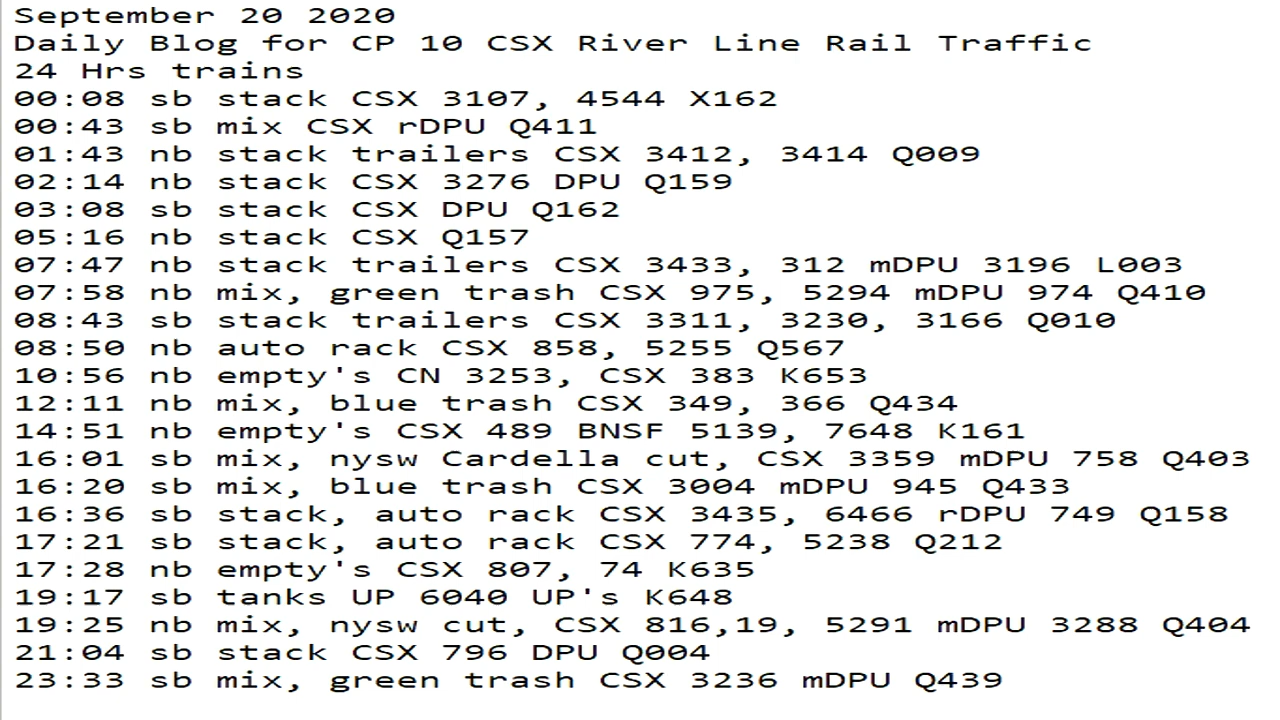 September 20 2020
Daily Blog for CP 10 CSX River Line Rail Traffic
24 Hrs trains
00:08 sb stack CSX 3107, 4544 X162
00:43 sb mix CSX rDPU Q411
01:43 nb stack trailers CSX 3412, 3414 Q009
02:14 nb stack CSX 3276 DPU Q159
03:08 sb stack CSX DPU Q162
05:16 nb stack CSX Q157
07:47 nb stack trailers CSX 3433, 312 mDPU 3196 L003
07:58 nb mix, green trash CSX 975, 5294 mDPU 974 Q410
08:43 sb stack trailers CSX 3311, 3230, 3166 Q010
08:50 nb auto rack CSX 858, 5255 Q567
10:56 nb empty's CN 3253, CSX 383 K653
12:11 nb mix, blue trash CSX 349, 366 Q434
14:51 nb empty's CSX 489 BNSF 5139, 7648 K161
16:01 sb mix, nysw Cardella cut, CSX 3359 mDPU 758 Q403
16:20 sb mix, blue trash CSX 3004 mDPU 945 Q433
16:36 sb stack, auto rack CSX 3435, 6466 rDPU 749 Q158
17:21 sb stack, auto rack CSX 774, 5238 Q212
17:28 nb empty's CSX 807, 74 K635
19:17 sb tanks UP 6040 UP's K648
19:25 nb mix, nysw cut, CSX 816,19, 5291 mDPU 3288 Q404
21:04 sb stack CSX 796 DPU Q004
23:33 sb mix, green trash CSX 3236 mDPU Q439